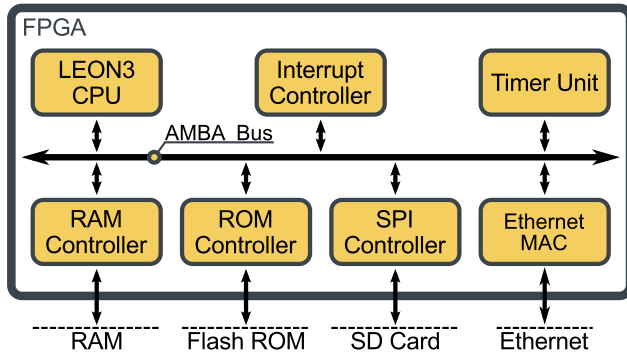 FPGA
LEON3
CPU
Interrupt
Controller
Timer Unit
AMBA Bus
RAM
Controller
ROM
Controller
SPI
Controller
Ethernet
MAC
RAM
Flash ROM
SD Card
Ethernet